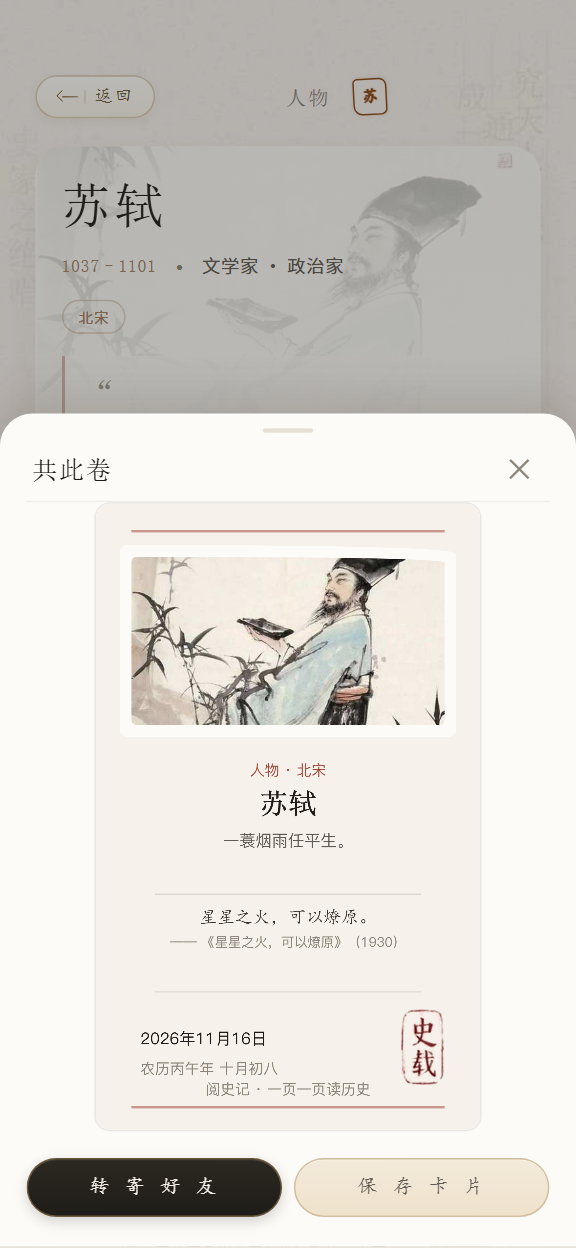 返回
人物
苏
苏轼
1037 – 1101 • 文学家 · 政治家
北宋
“
共此卷
人物 · 北宋
苏轼
一蓑烟雨任平生。
星星之火，可以燎原。
—— 《星星之火，可以燎原》（1930）
2026年11月16日
农历丙午年 十月初八
阅史记 · 一页一页读历史
史载
转寄好友
保存卡片